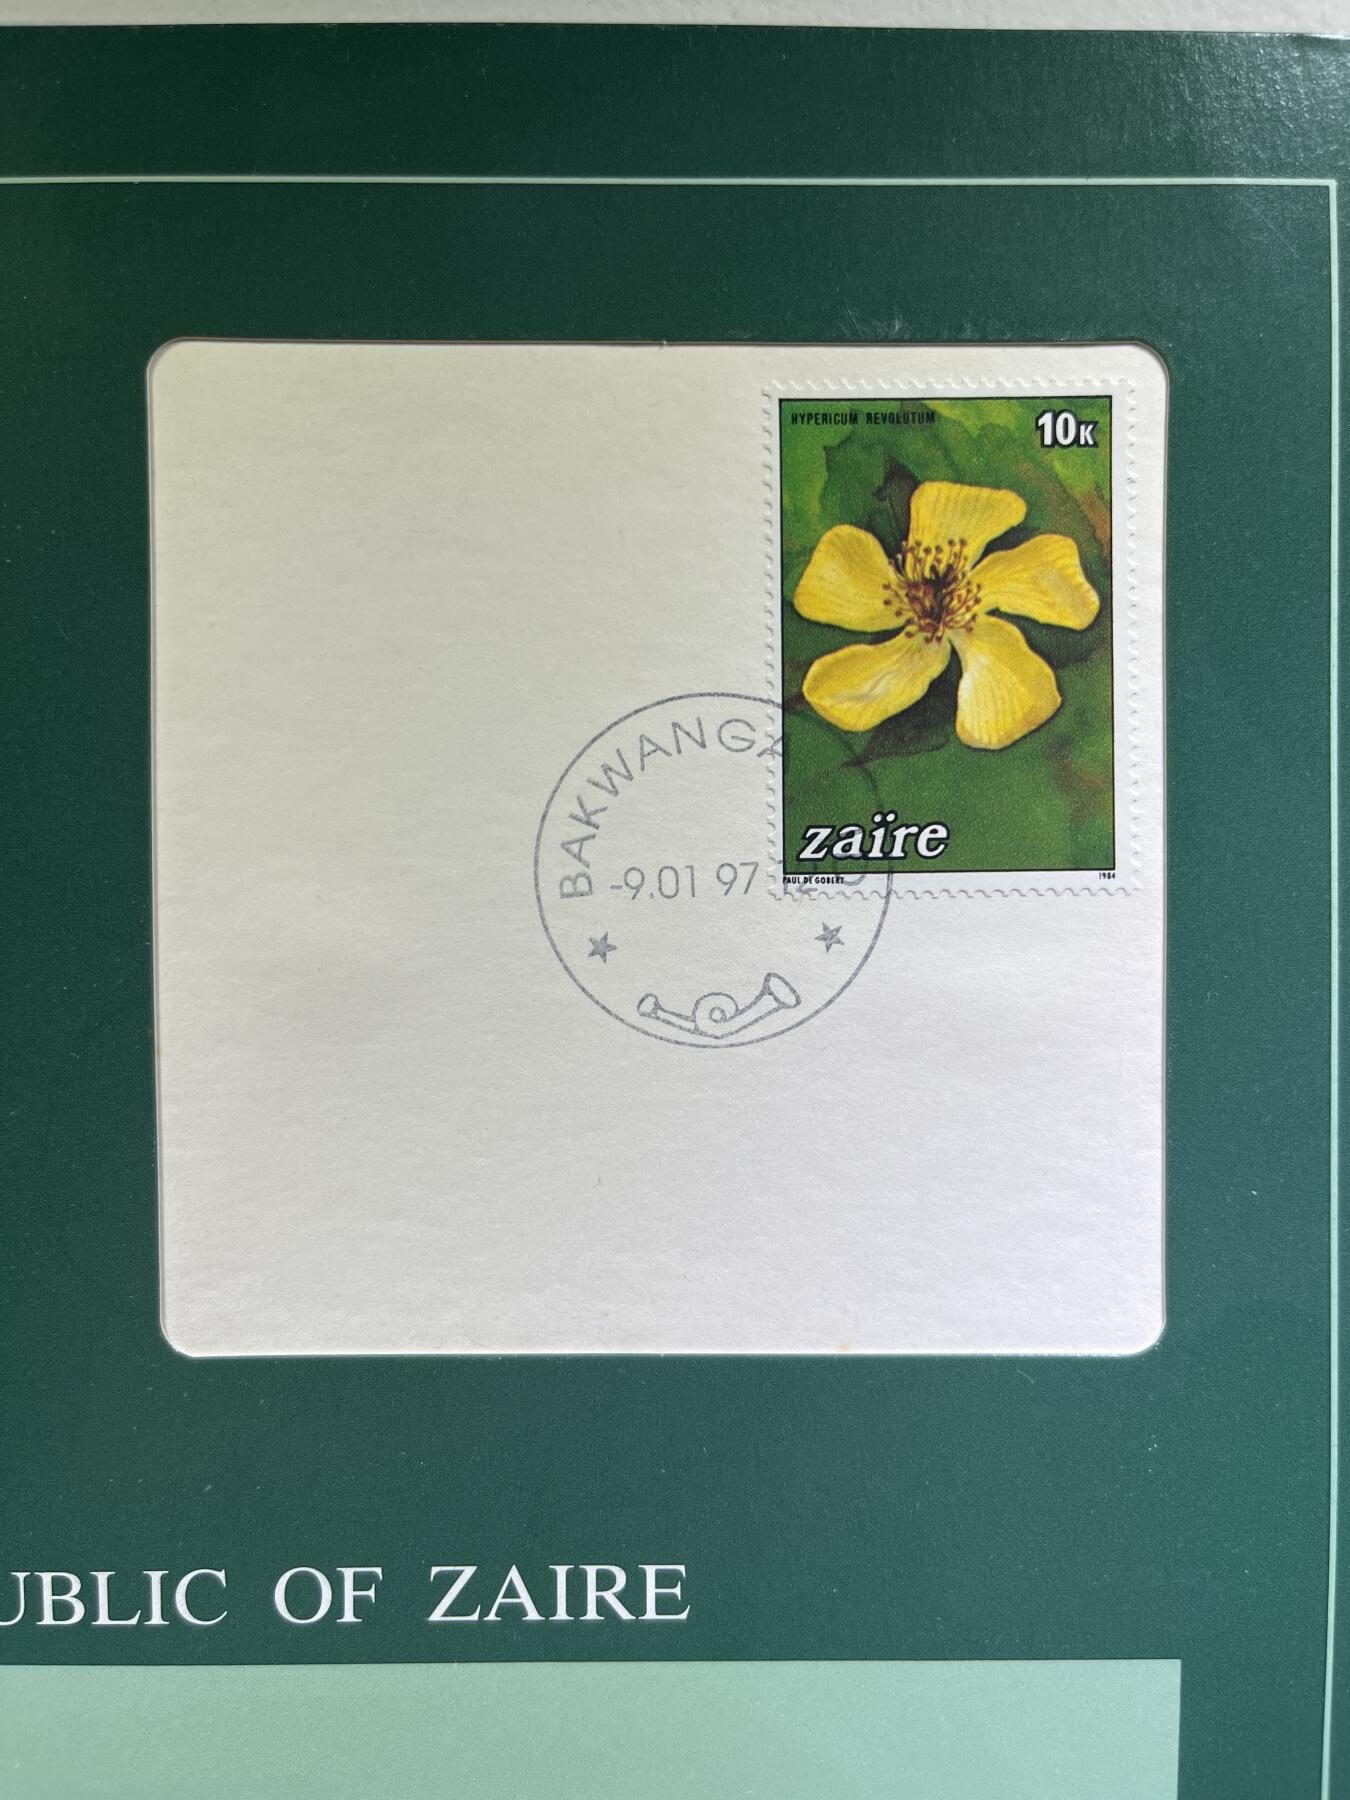 HYPERICUM REVOLUTUM
10K
zaïre
PAUL DE GOBERT
1984
BAKWANGA
-9.01 97
UBLIC OF ZAIRE